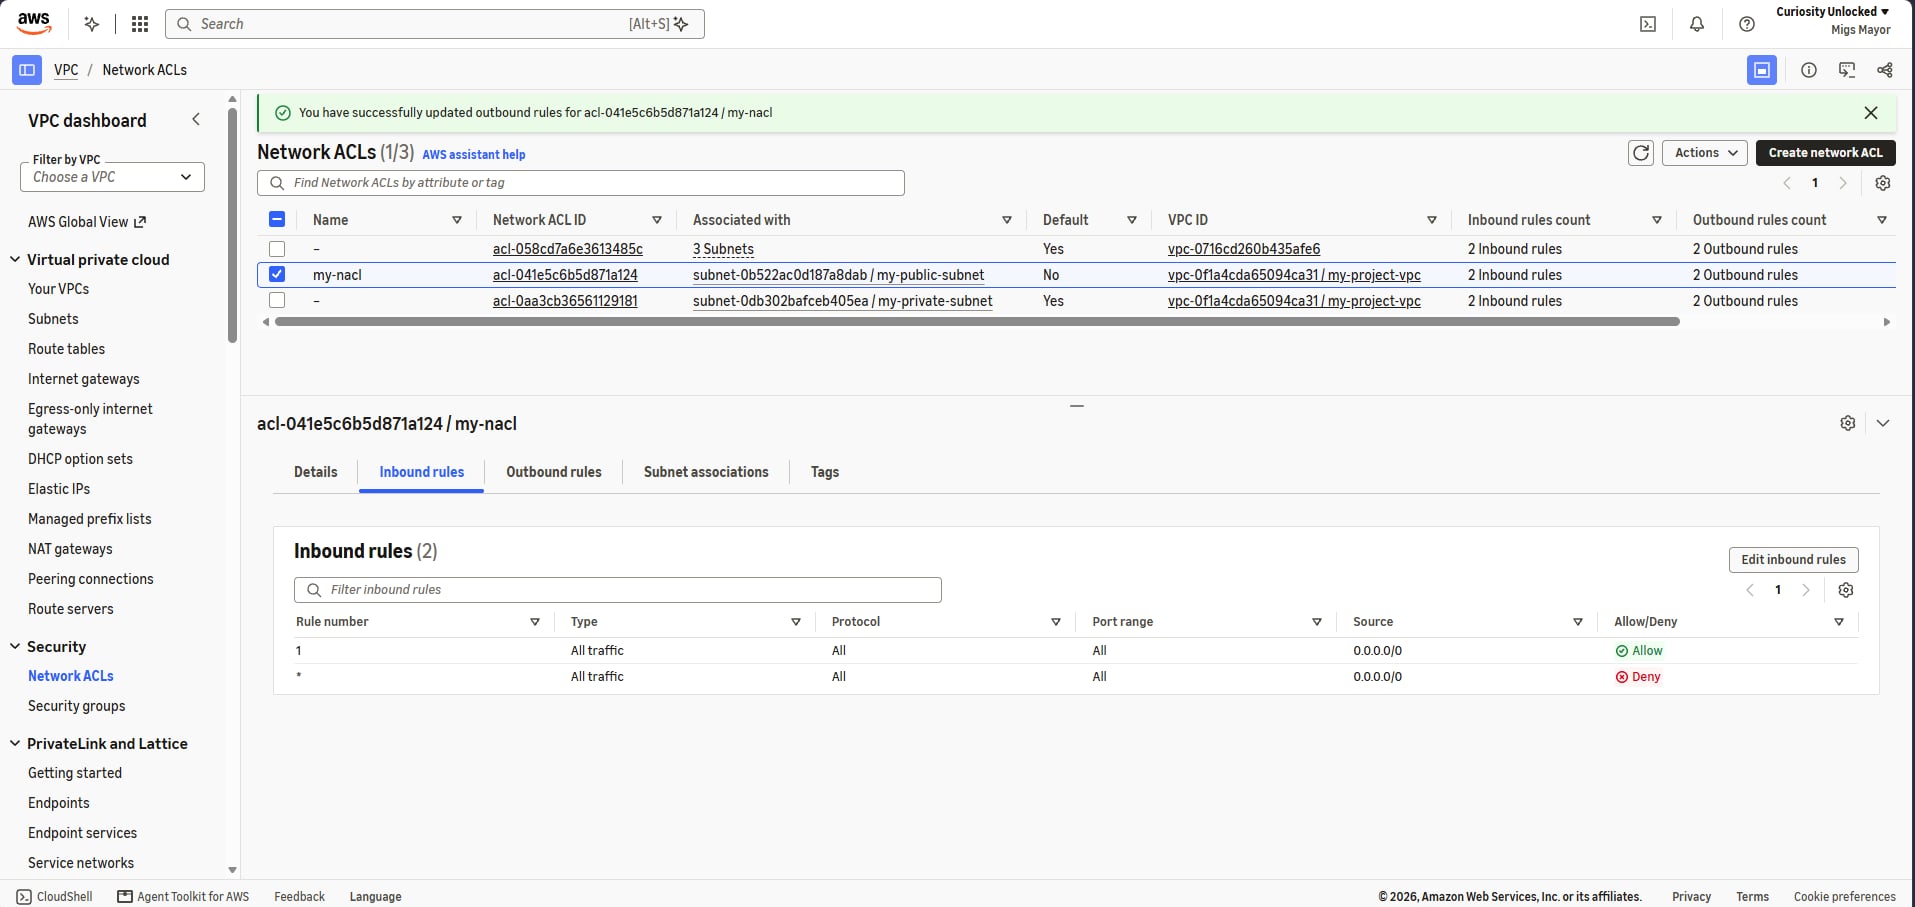 aws
Search [Alt+S]
Curiosity Unlocked
Migs Mayor
VPC / Network ACLs
VPC dashboard
Filter by VPC
Choose a VPC
AWS Global View
Virtual private cloud
Your VPCs
Subnets
Route tables
Internet gateways
Egress-only internet
gateways
DHCP option sets
Elastic IPs
Managed prefix lists
NAT gateways
Peering connections
Route servers
Security
Network ACLs
Security groups
PrivateLink and Lattice
Getting started
Endpoints
Endpoint services
Service networks
You have successfully updated outbound rules for acl-041e5c6b5d871a124 / my-nacl
Network ACLs (1/3) AWS assistant help
Actions Create network ACL
Find Network ACLs by attribute or tag
1
Name Network ACL ID Associated with Default VPC ID Inbound rules count Outbound rules count
– acl-058cd7a6e3613485c 3 Subnets Yes vpc-0716cd260b435afe6 2 Inbound rules 2 Outbound rules
my-nacl acl-041e5c6b5d871a124 subnet-0b522ac0d187a8dab / my-public-subnet No vpc-0f1a4cda65094ca31 / my-project-vpc 2 Inbound rules 2 Outbound rules
– acl-0aa3cb36561129181 subnet-0db302bafceb405ea / my-private-subnet Yes vpc-0f1a4cda65094ca31 / my-project-vpc 2 Inbound rules 2 Outbound rules
acl-041e5c6b5d871a124 / my-nacl
Details Inbound rules Outbound rules Subnet associations Tags
Inbound rules (2)
Edit inbound rules
Filter inbound rules
1
Rule number Type Protocol Port range Source Allow/Deny
1 All traffic All All 0.0.0.0/0 Allow
* All traffic All All 0.0.0.0/0 Deny
CloudShell Agent Toolkit for AWS Feedback Language
© 2026, Amazon Web Services, Inc. or its affiliates. Privacy Terms Cookie preferences